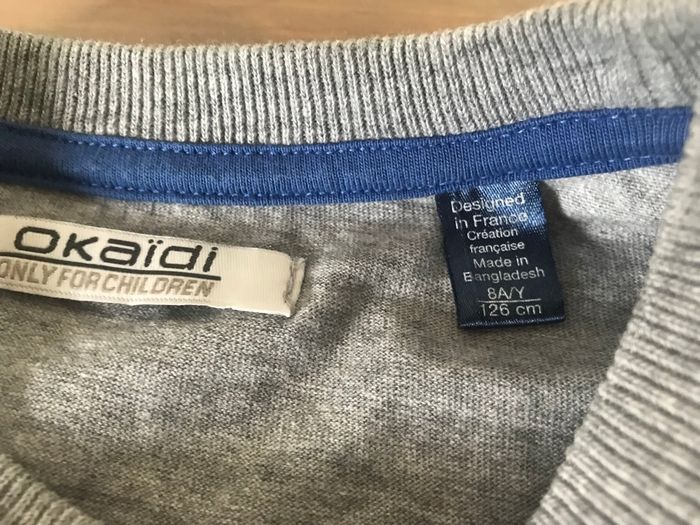 okaïdi
ONLY FOR CHILDREN
Designed
in France
Création
française
Made in
Bangladesh
8A/Y
126 cm